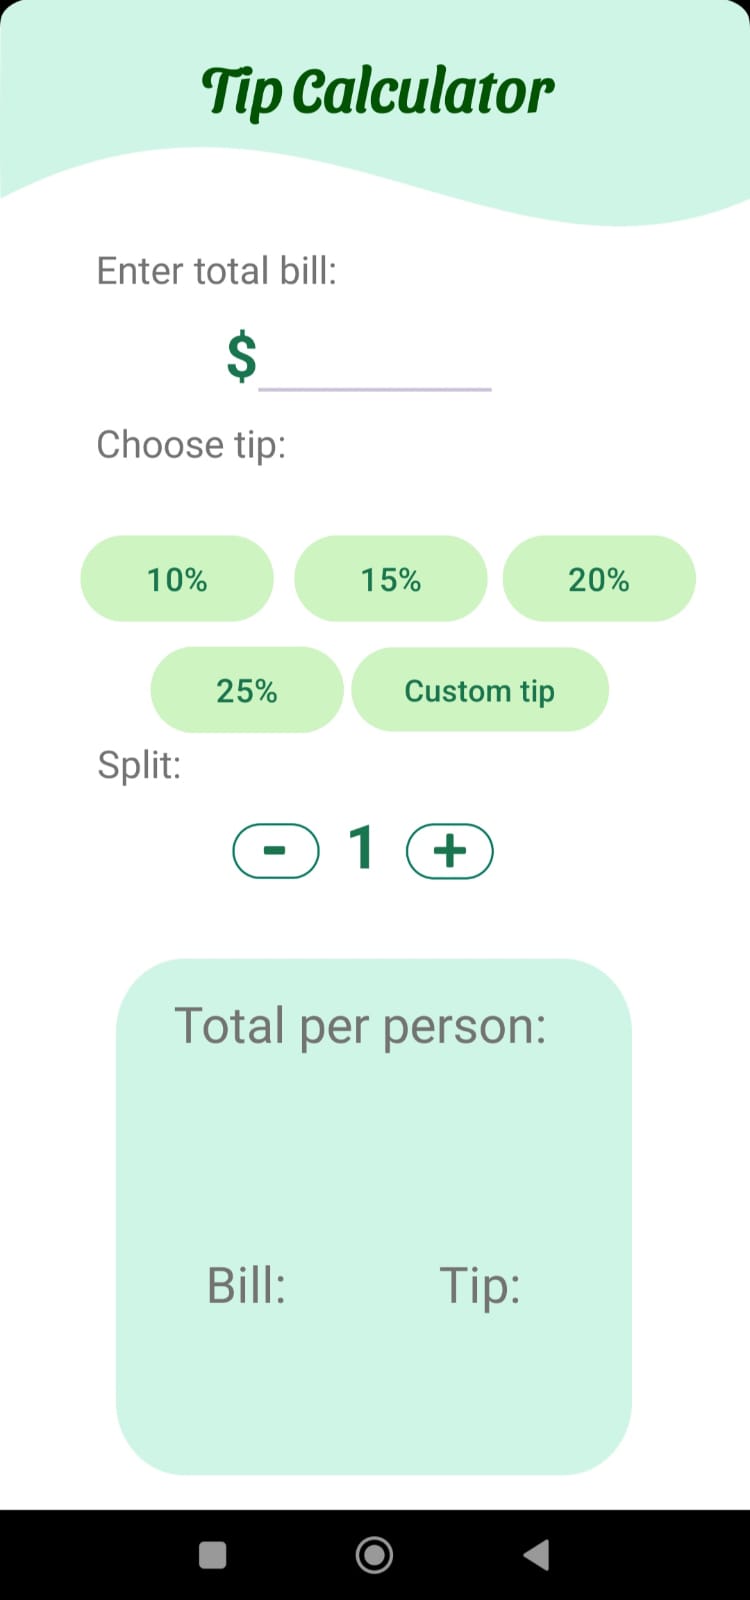 Tip Calculator
Enter total bill:
$
Choose tip:
10% 15% 20%
25% Custom tip
Split:
- 1 +
Total per person:
Bill: Tip: